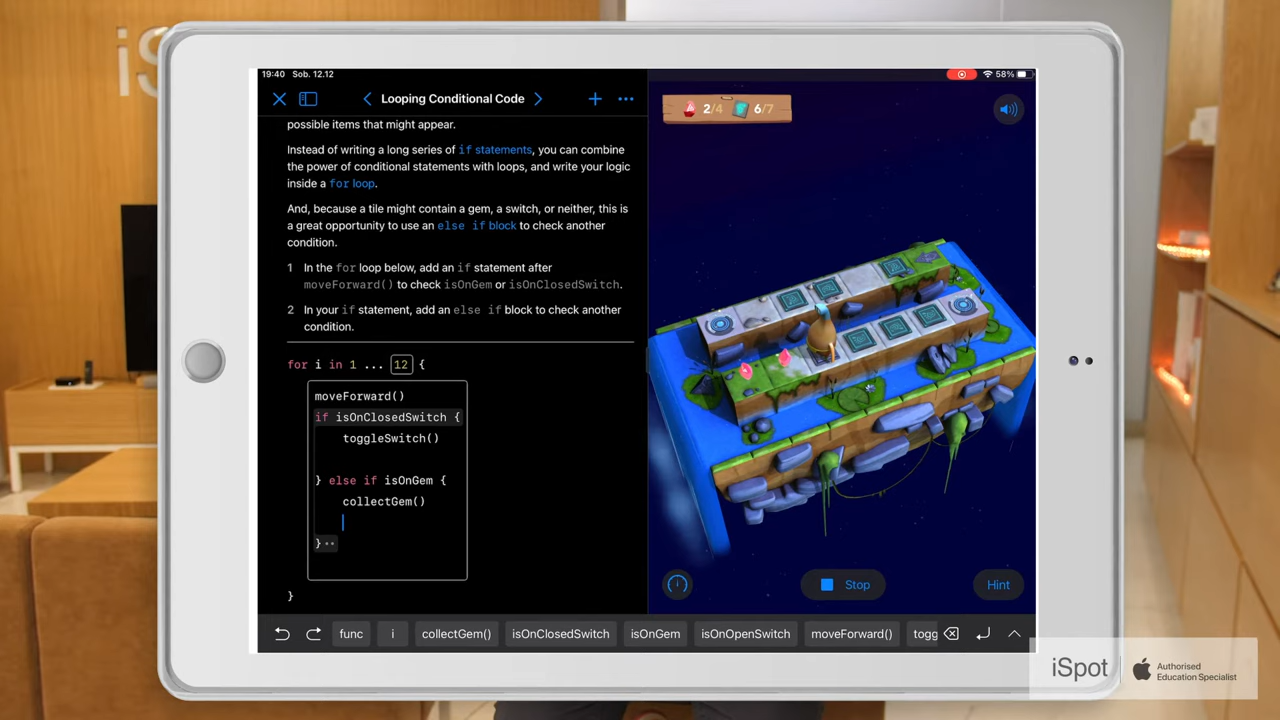 iS
19:40 Sob. 12.12
58%
Looping Conditional Code
possible items that might appear.
Instead of writing a long series of if statements, you can combine
the power of conditional statements with loops, and write your logic
inside a for loop.
And, because a tile might contain a gem, a switch, or neither, this is
a great opportunity to use an else if block to check another
condition.
1 In the for loop below, add an if statement after
moveForward() to check isOnGem or isOnClosedSwitch.
2 In your if statement, add an else if block to check another
condition.
for i in 1 ... 12 {
moveForward()
if isOnClosedSwitch {
toggleSwitch()
} else if isOnGem {
collectGem()
}
}
2/4 6/7
Stop
Hint
func i collectGem() isOnClosedSwitch isOnGem isOnOpenSwitch moveForward() togg
iSpot
Authorised
Education Specialist